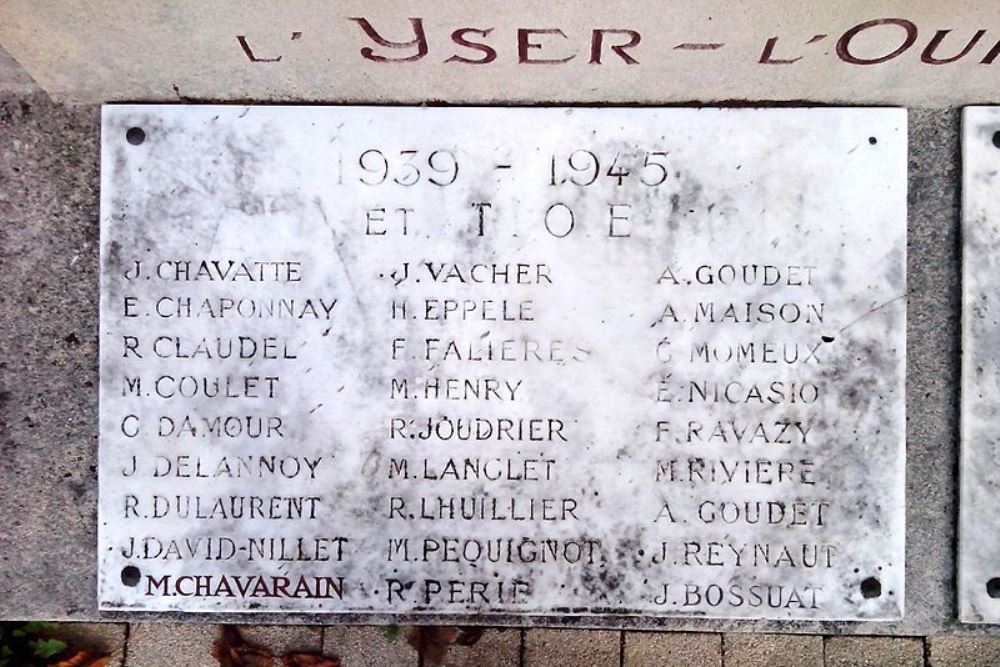 L'YSER - L'OU
1939 - 1945
ET T O E
J. CHAVATTE
E. CHAPONNAY
R. CLAUDEL
M. COULET
G. DAMOUR
J. DELANNOY
R. DULAURENT
J. DAVID-NILLET
M. CHAVARAIN
J. VACHER
H. EPPELE
F. FALIERES
M. HENRY
R. JOUDRIER
M. LANGLET
R. LHUILLIER
M. PEQUIGNOT
R. PERIE
A. GOUDET
A. MAISON
G. MOMEUX
E. NICASIO
F. RAVAZY
M. RIVIERE
A. GOUDET
J. REYNAUT
J. BOSSUAT